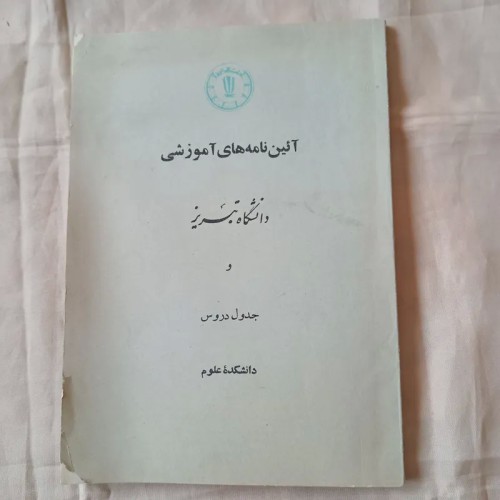 آئین نامه‌های آموزشی
دانشگاه تبریز
و
جدول دروس
دانشکدهٔ علوم